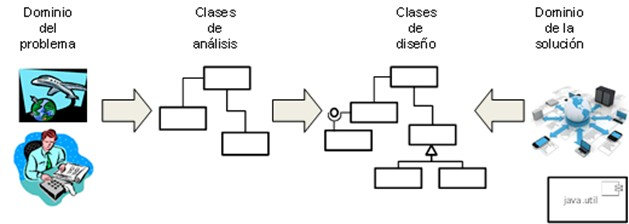 Dominio
del
problema
Clases
de
análisis
Clases
de
diseño
Dominio
de la
solución
java.util